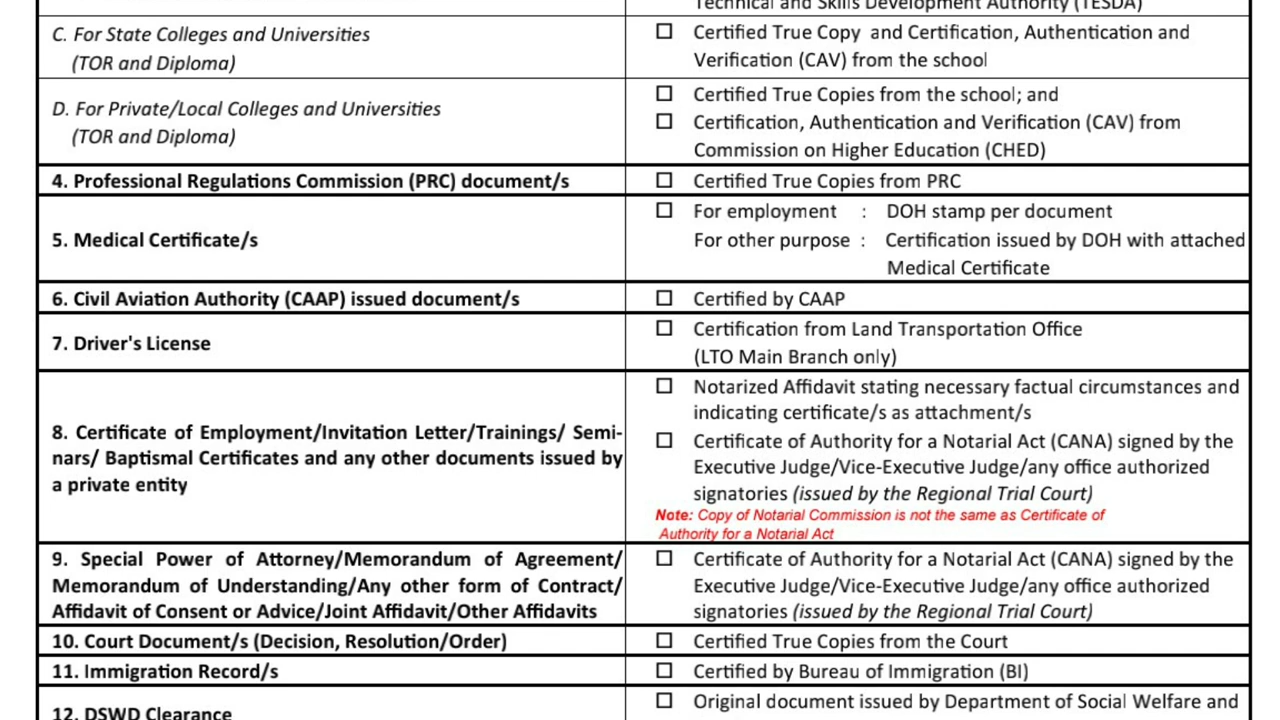 Technical and Skills Development Authority (TESDA)
C. For State Colleges and Universities
(TOR and Diploma)
☐ Certified True Copy and Certification, Authentication and
Verification (CAV) from the school
D. For Private/Local Colleges and Universities
(TOR and Diploma)
☐ Certified True Copies from the school; and
☐ Certification, Authentication and Verification (CAV) from
Commission on Higher Education (CHED)
4. Professional Regulations Commission (PRC) document/s
☐ Certified True Copies from PRC
5. Medical Certificate/s
☐ For employment : DOH stamp per document
For other purpose : Certification issued by DOH with attached
Medical Certificate
6. Civil Aviation Authority (CAAP) issued document/s
☐ Certified by CAAP
7. Driver's License
☐ Certification from Land Transportation Office
(LTO Main Branch only)
8. Certificate of Employment/Invitation Letter/Trainings/ Semi-
nars/ Baptismal Certificates and any other documents issued by
a private entity
☐ Notarized Affidavit stating necessary factual circumstances and
indicating certificate/s as attachment/s
☐ Certificate of Authority for a Notarial Act (CANA) signed by the
Executive Judge/Vice-Executive Judge/any office authorized
signatories (issued by the Regional Trial Court)
Note: Copy of Notarial Commission is not the same as Certificate of
Authority for a Notarial Act
9. Special Power of Attorney/Memorandum of Agreement/
Memorandum of Understanding/Any other form of Contract/
Affidavit of Consent or Advice/Joint Affidavit/Other Affidavits
☐ Certificate of Authority for a Notarial Act (CANA) signed by the
Executive Judge/Vice-Executive Judge/any office authorized
signatories (issued by the Regional Trial Court)
10. Court Document/s (Decision, Resolution/Order)
☐ Certified True Copies from the Court
11. Immigration Record/s
☐ Certified by Bureau of Immigration (BI)
12. DSWD Clearance
☐ Original document issued by Department of Social Welfare and